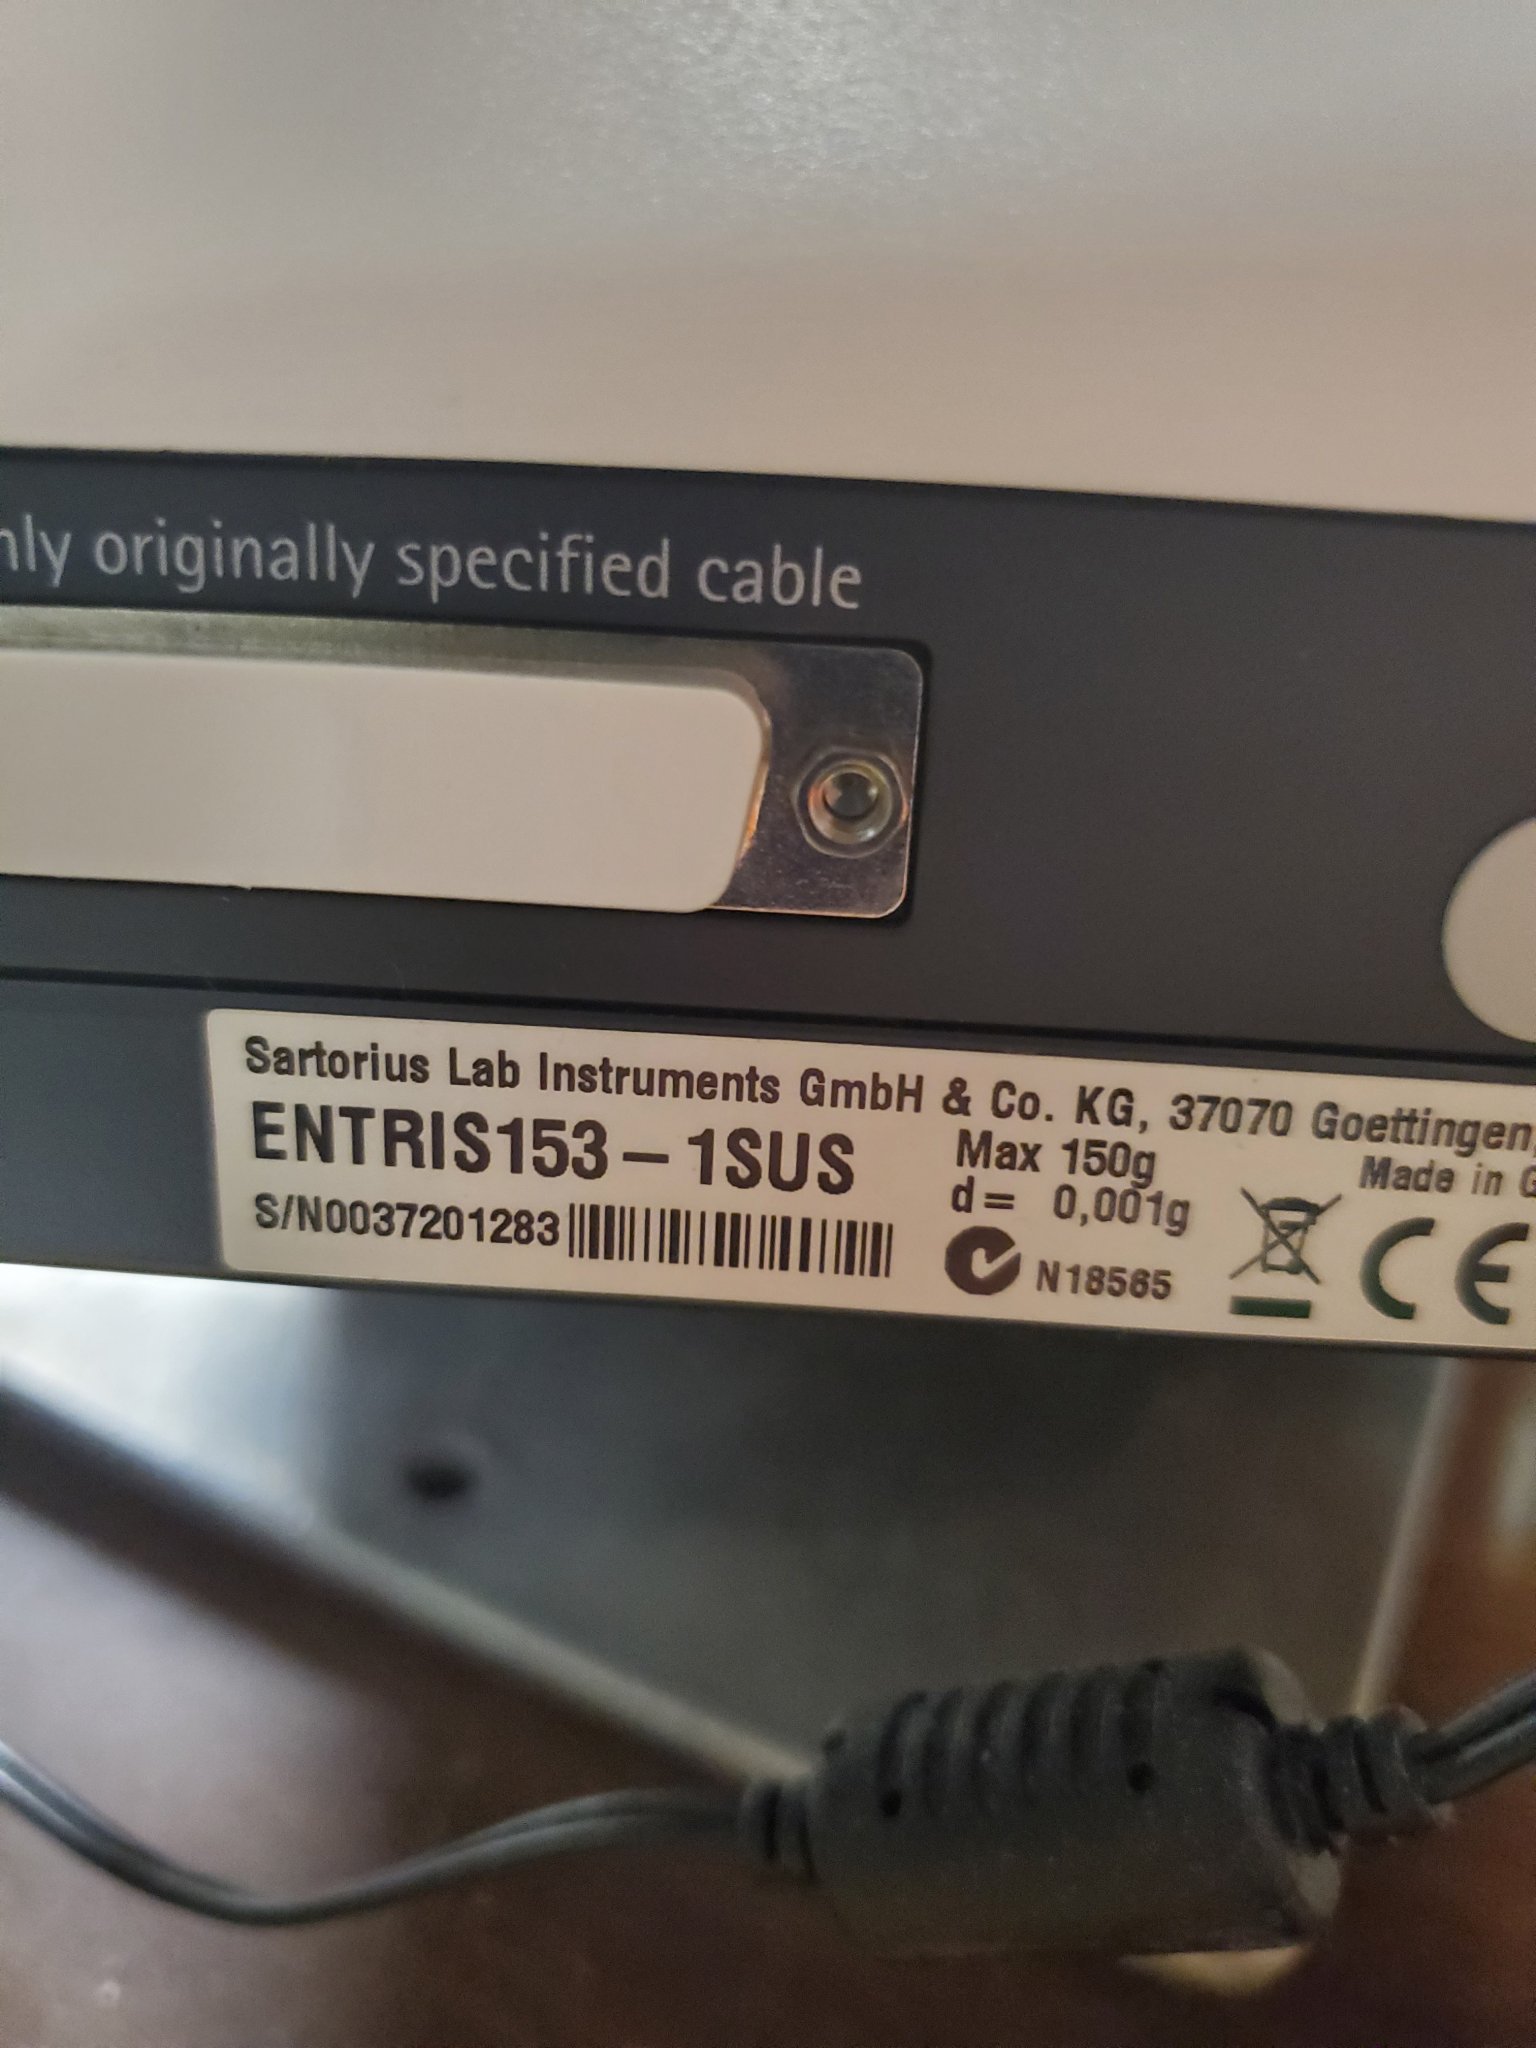 originally specified cable
Sartorius Lab Instruments GmbH & Co. KG, 37070 Goettingen,
ENTRIS153-1SUS
Max 150g
d= 0,001g
Made in
S/N0037201283
N18565
CE